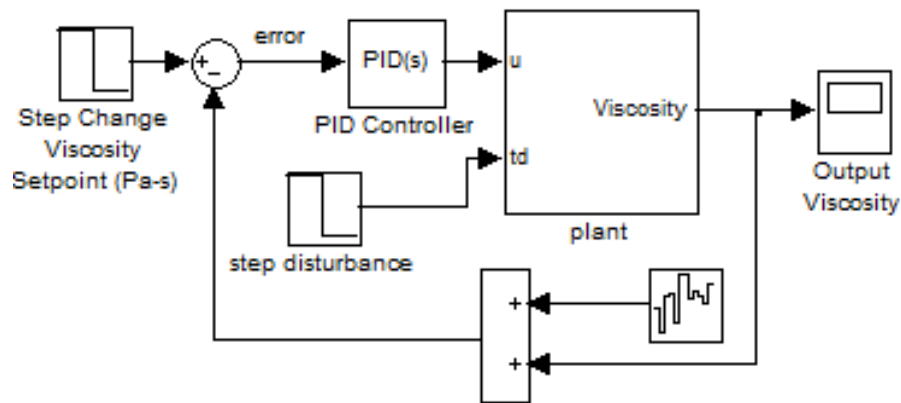 error
+
−
PID(s)
u
Viscosity
Step Change
Viscosity
Setpoint (Pa-s)
PID Controller
td
Output
Viscosity
plant
step disturbance
+
+